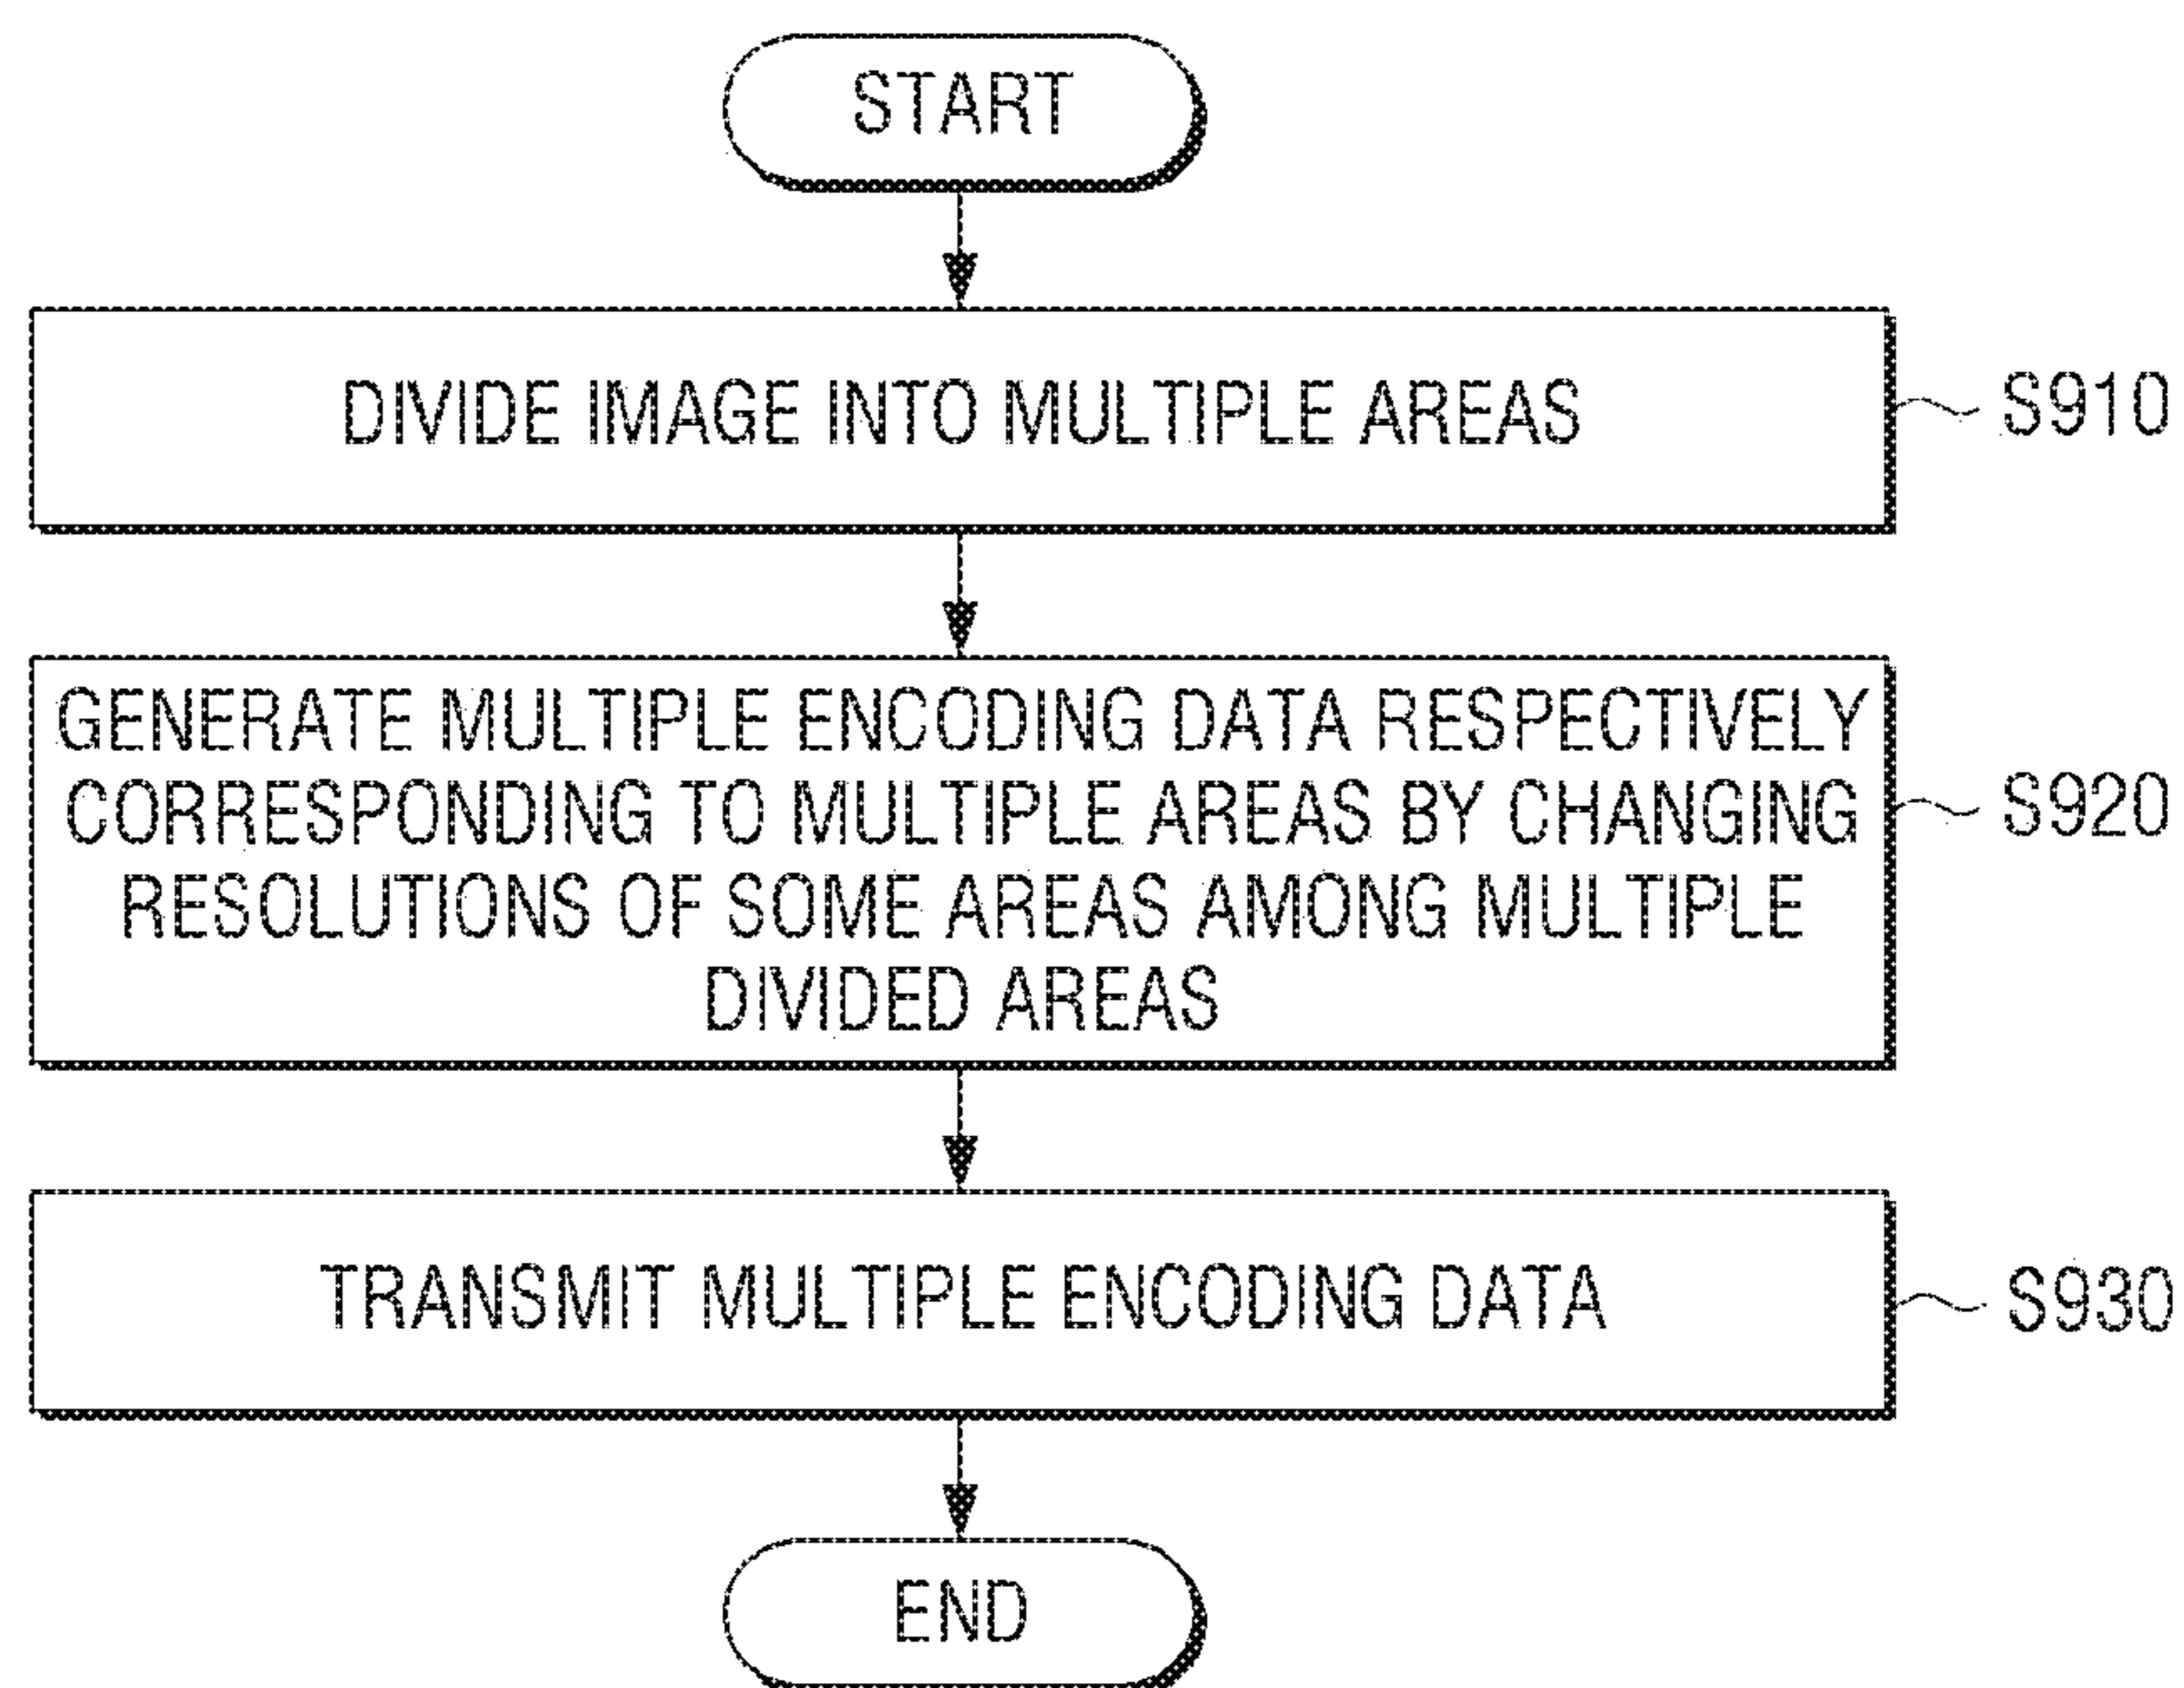 START
DIVIDE IMAGE INTO MULTIPLE AREAS
S910
GENERATE MULTIPLE ENCODING DATA RESPECTIVELY
CORRESPONDING TO MULTIPLE AREAS BY CHANGING
RESOLUTIONS OF SOME AREAS AMONG MULTIPLE
DIVIDED AREAS
S920
TRANSMIT MULTIPLE ENCODING DATA
S930
END